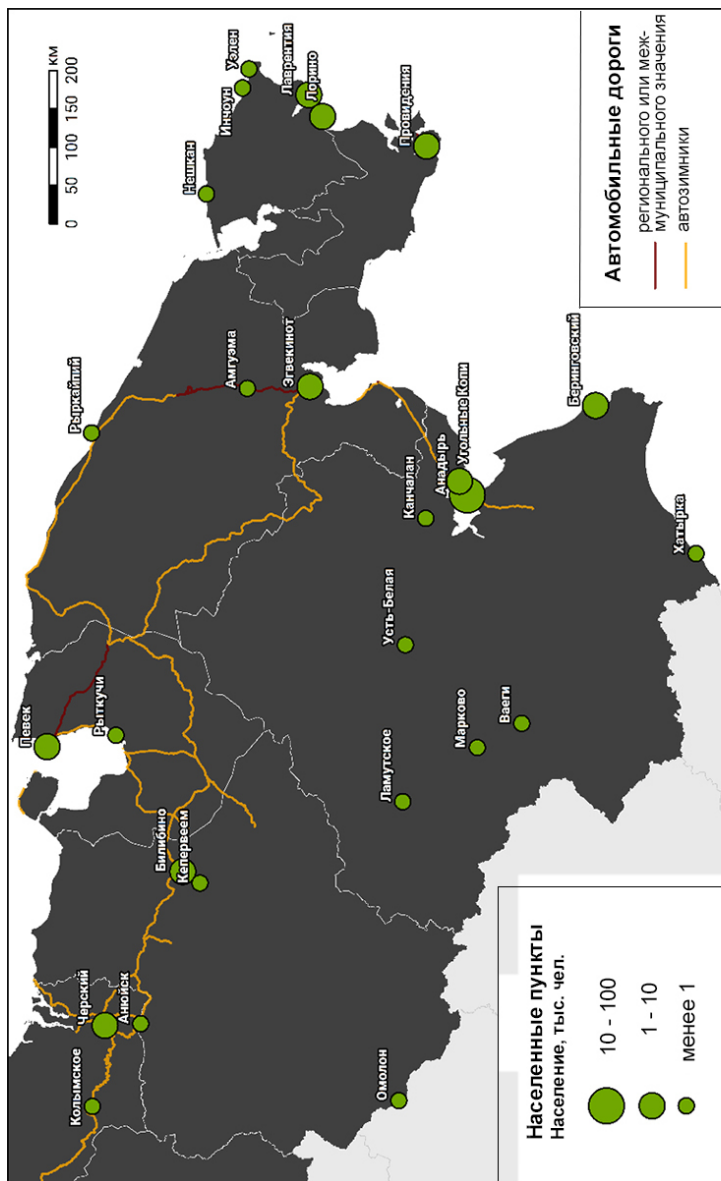 0 50 100 150 200
км
Колымское
Черский
Анюйск
Билибино
Кепервеем
Певек
Рыткучи
Рыркайпий
Амгуэма
Эгвекинот
Нешкан
Инчоун
Уэлен
Лаврентия
Лорино
Провидения
Омолон
Ламутское
Марково
Ваеги
Усть-Белая
Канчалан
Анадырь
Угольные Копи
Беринговский
Хатырка
Населенные пункты
Население, тыс. чел.
10 - 100
1 - 10
менее 1
Автомобильные дороги
регионального или меж-
муниципального значения
автозимники